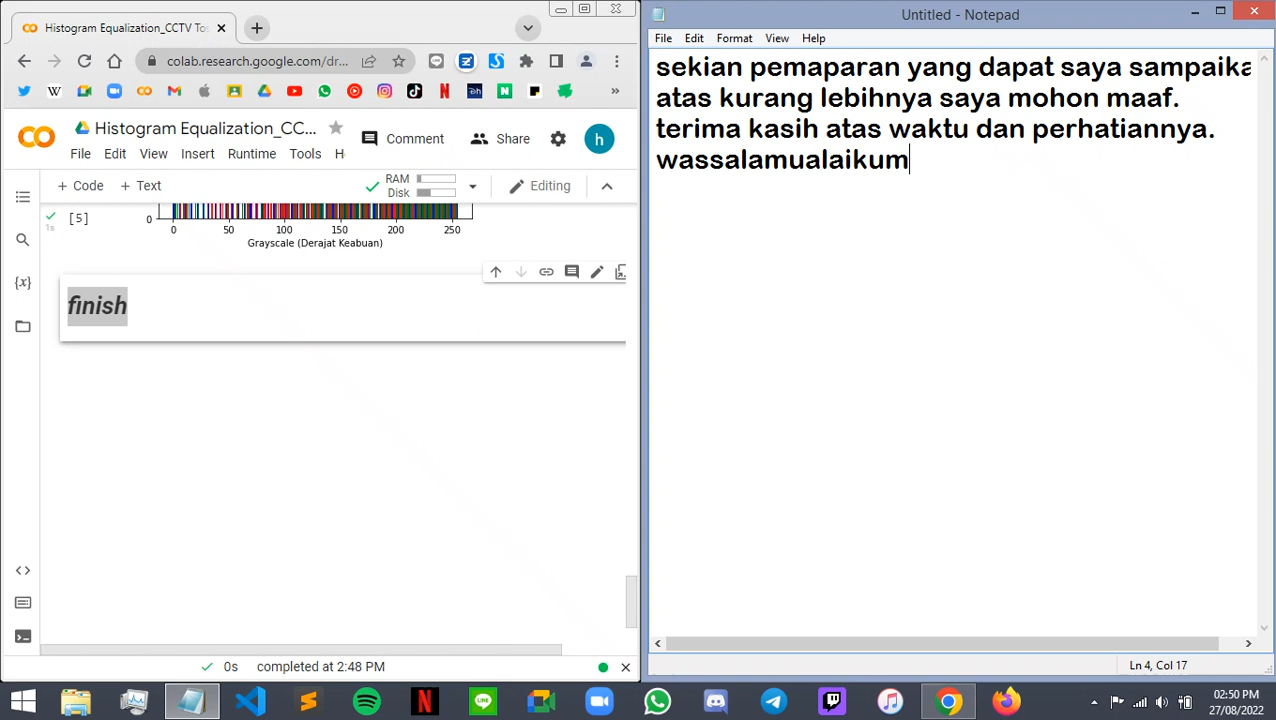 Histogram Equalization_CCTV To
Untitled - Notepad
colab.research.google.com/dr...
File Edit Format View Help
Histogram Equalization_CC...
Comment
Share
h
File Edit View Insert Runtime Tools
+ Code + Text
RAM
Disk
Editing
[5]
1s
0
0 50 100 150 200 250
Grayscale (Derajat Keabuan)
finish
0s completed at 2:48 PM
sekian pemaparan yang dapat saya sampaika
atas kurang lebihnya saya mohon maaf.
terima kasih atas waktu dan perhatiannya.
wassalamualaikum
Ln 4, Col 17
02:50 PM
27/08/2022